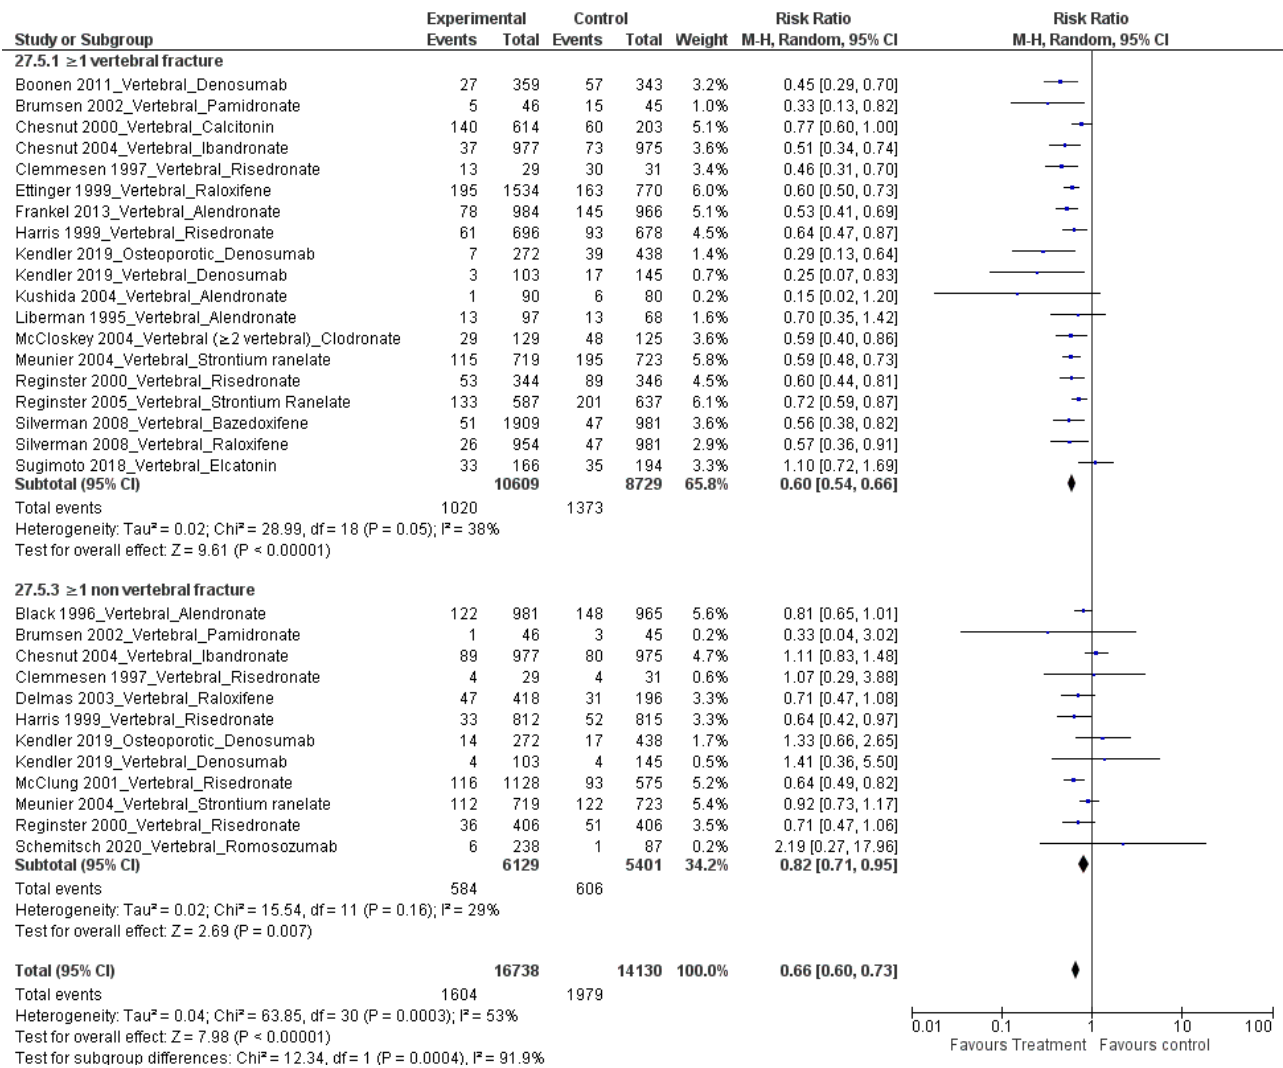 Experimental Control Risk Ratio Risk Ratio
Study or Subgroup Events Total Events Total Weight M-H, Random, 95% CI M-H, Random, 95% CI
27.5.1 ≥1 vertebral fracture
Boonen 2011_Vertebral_Denosumab 27 359 57 343 3.2% 0.45 [0.29, 0.70]
Brumsen 2002_Vertebral_Pamidronate 5 46 15 45 1.0% 0.33 [0.13, 0.82]
Chesnut 2000_Vertebral_Calcitonin 140 614 60 203 5.1% 0.77 [0.60, 1.00]
Chesnut 2004_Vertebral_Ibandronate 37 977 73 975 3.6% 0.51 [0.34, 0.74]
Clemmesen 1997_Vertebral_Risedronate 13 29 30 31 3.4% 0.46 [0.31, 0.70]
Ettinger 1999_Vertebral_Raloxifene 195 1534 163 770 6.0% 0.60 [0.50, 0.73]
Frankel 2013_Vertebral_Alendronate 78 984 145 966 5.1% 0.53 [0.41, 0.69]
Harris 1999_Vertebral_Risedronate 61 696 93 678 4.5% 0.64 [0.47, 0.87]
Kendler 2019_Osteoporotic_Denosumab 7 272 39 438 1.4% 0.29 [0.13, 0.64]
Kendler 2019_Vertebral_Denosumab 3 103 17 145 0.7% 0.25 [0.07, 0.83]
Kushida 2004_Vertebral_Alendronate 1 90 6 80 0.2% 0.15 [0.02, 1.20]
Liberman 1995_Vertebral_Alendronate 13 97 13 68 1.6% 0.70 [0.35, 1.42]
McCloskey 2004_Vertebral (≥2 vertebral)_Clodronate 29 129 48 125 3.6% 0.59 [0.40, 0.86]
Meunier 2004_Vertebral_Strontium ranelate 115 719 195 723 5.8% 0.59 [0.48, 0.73]
Reginster 2000_Vertebral_Risedronate 53 344 89 346 4.5% 0.60 [0.44, 0.81]
Reginster 2005_Vertebral_Strontium Ranelate 133 587 201 637 6.1% 0.72 [0.59, 0.87]
Silverman 2008_Vertebral_Bazedoxifene 51 1909 47 981 3.6% 0.56 [0.38, 0.82]
Silverman 2008_Vertebral_Raloxifene 26 954 47 981 2.9% 0.57 [0.36, 0.91]
Sugimoto 2018_Vertebral_Elcatonin 33 166 35 194 3.3% 1.10 [0.72, 1.69]
Subtotal (95% CI) 10609 8729 65.8% 0.60 [0.54, 0.66]
Total events 1020 1373
Heterogeneity: Tau² = 0.02; Chi² = 28.99, df = 18 (P = 0.05); I² = 38%
Test for overall effect: Z = 9.61 (P < 0.00001)
27.5.3 ≥1 non vertebral fracture
Black 1996_Vertebral_Alendronate 122 981 148 965 5.6% 0.81 [0.65, 1.01]
Brumsen 2002_Vertebral_Pamidronate 1 46 3 45 0.2% 0.33 [0.04, 3.02]
Chesnut 2004_Vertebral_Ibandronate 89 977 80 975 4.7% 1.11 [0.83, 1.48]
Clemmesen 1997_Vertebral_Risedronate 4 29 4 31 0.6% 1.07 [0.29, 3.88]
Delmas 2003_Vertebral_Raloxifene 47 418 31 196 3.3% 0.71 [0.47, 1.08]
Harris 1999_Vertebral_Risedronate 33 812 52 815 3.3% 0.64 [0.42, 0.97]
Kendler 2019_Osteoporotic_Denosumab 14 272 17 438 1.7% 1.33 [0.66, 2.65]
Kendler 2019_Vertebral_Denosumab 4 103 4 145 0.5% 1.41 [0.36, 5.50]
McClung 2001_Vertebral_Risedronate 116 1128 93 575 5.2% 0.64 [0.49, 0.82]
Meunier 2004_Vertebral_Strontium ranelate 112 719 122 723 5.4% 0.92 [0.73, 1.17]
Reginster 2000_Vertebral_Risedronate 36 406 51 406 3.5% 0.71 [0.47, 1.06]
Schemitsch 2020_Vertebral_Romosozumab 6 238 1 87 0.2% 2.19 [0.27, 17.96]
Subtotal (95% CI) 6129 5401 34.2% 0.82 [0.71, 0.95]
Total events 584 606
Heterogeneity: Tau² = 0.02; Chi² = 15.54, df = 11 (P = 0.16); I² = 29%
Test for overall effect: Z = 2.69 (P = 0.007)
Total (95% CI) 16738 14130 100.0% 0.66 [0.60, 0.73]
Total events 1604 1979
Heterogeneity: Tau² = 0.04; Chi² = 63.85, df = 30 (P = 0.0003); I² = 53%
Test for overall effect: Z = 7.98 (P < 0.00001)
Test for subgroup differences: Chi² = 12.34, df = 1 (P = 0.0004), I² = 91.9%
0.01 0.1 1 10 100
Favours Treatment Favours control